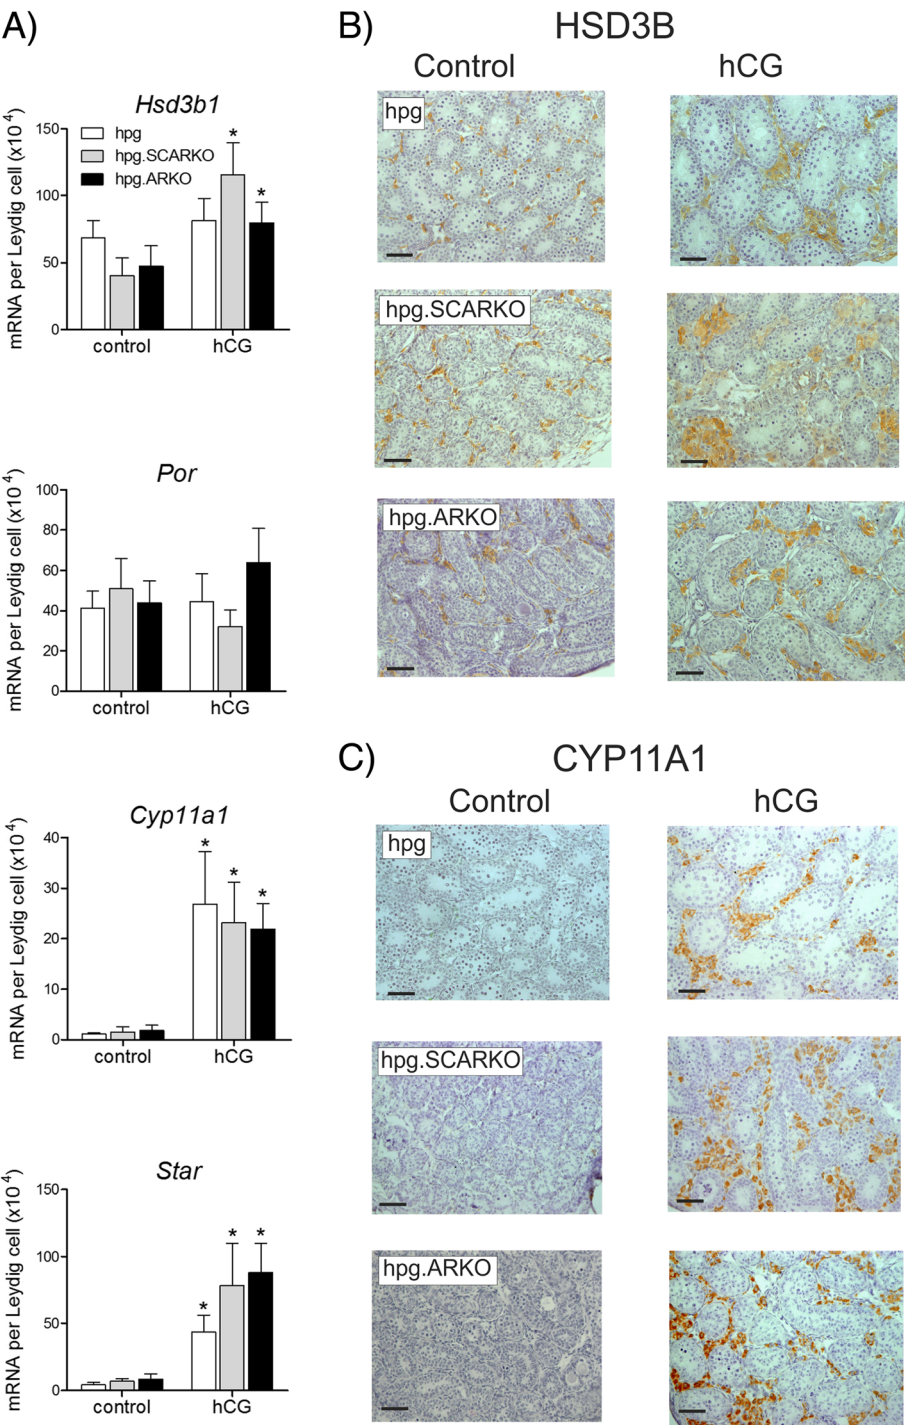 A)
Hsd3b1
mRNA per Leydig cell (x10⁴)
150
100
50
0
hpg
hpg.SCARKO
hpg.ARKO
*
*
control
hCG
Por
mRNA per Leydig cell (x10⁴)
100
80
60
40
20
0
control
hCG
Cyp11a1
mRNA per Leydig cell (x10⁴)
40
30
20
10
0
*
*
*
control
hCG
Star
mRNA per Leydig cell (x10⁴)
150
100
50
0
*
*
*
control
hCG
B)
HSD3B
Control
hCG
hpg
hpg.SCARKO
hpg.ARKO
C)
CYP11A1
Control
hCG
hpg
hpg.SCARKO
hpg.ARKO